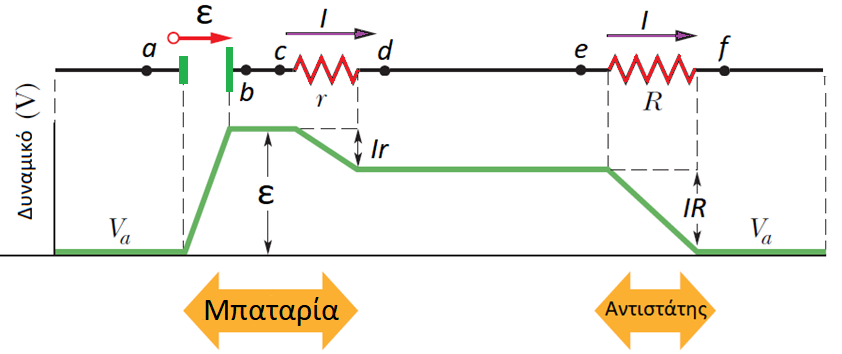 ε I I
a c d e f
b r R
Δυναμικό (V)
Ir
ε
IR
Va Va
Μπαταρία Αντιστάτης